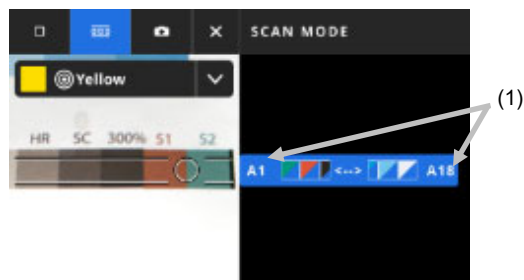 SCAN MODE
Yellow
HR SC 300% S1 S2
A1 <--> A18
(1)